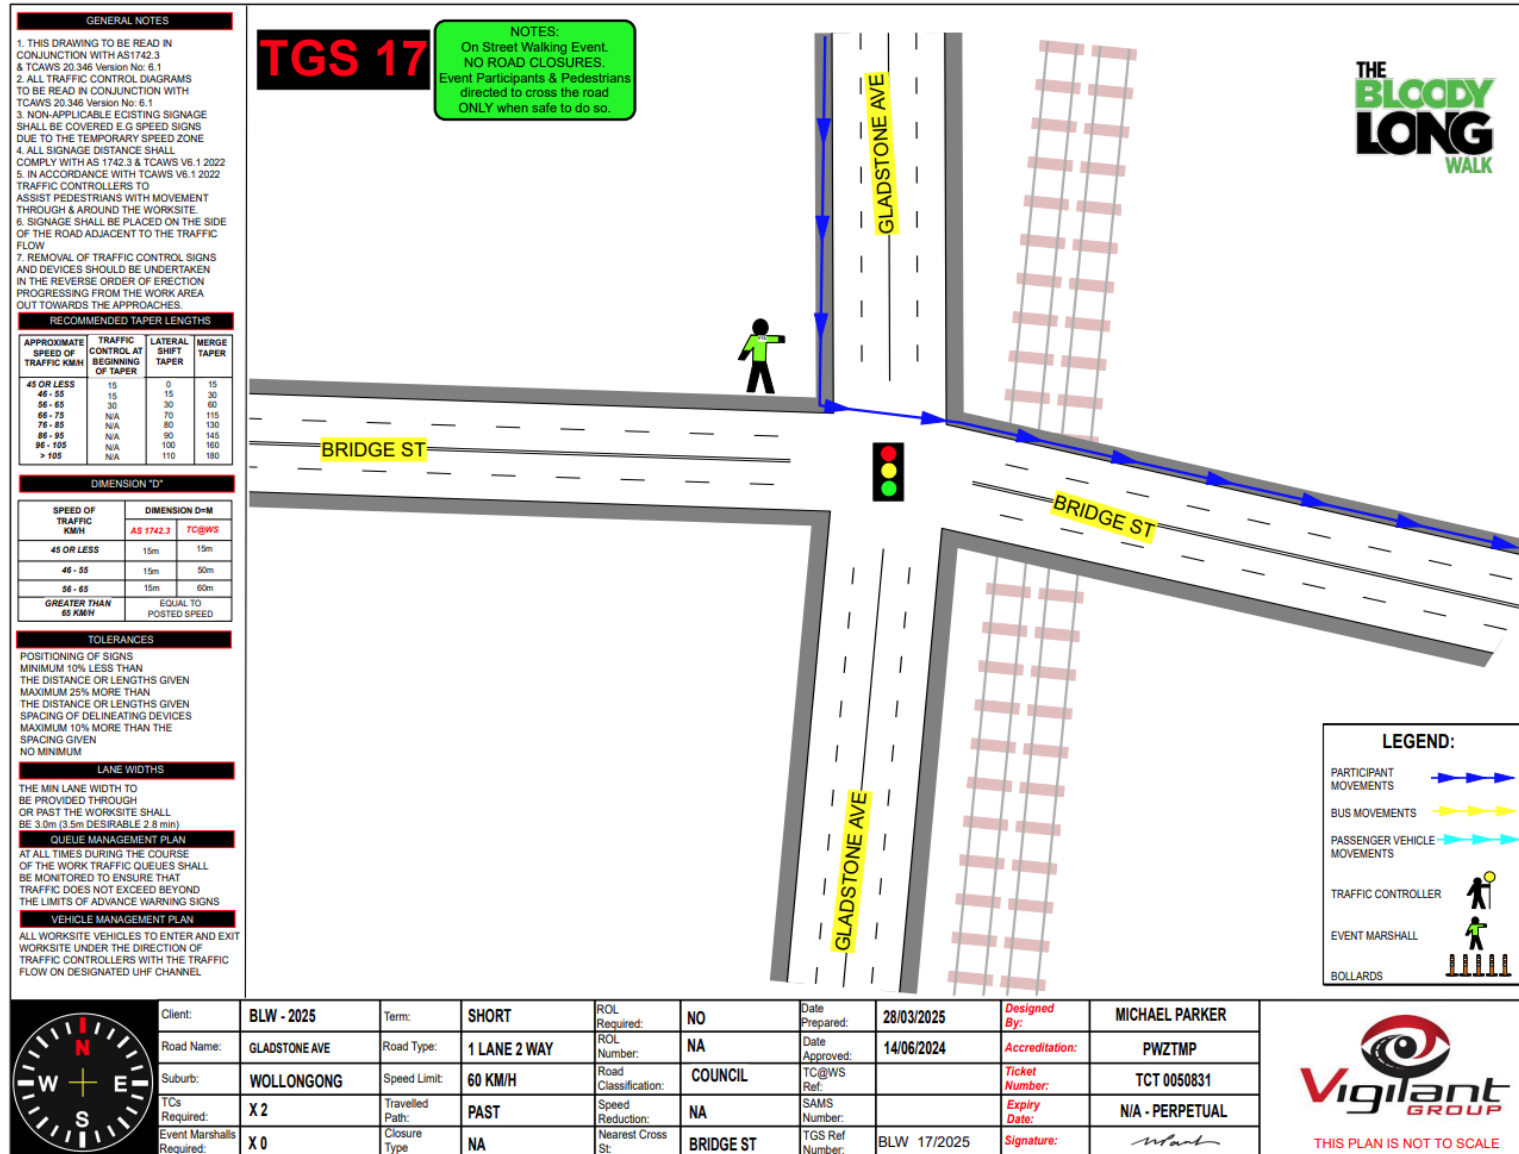 GENERAL NOTES
1. THIS DRAWING TO BE READ IN
CONJUNCTION WITH AS1742.3
& TCAWS 20.346 Version No: 6.1
2. ALL TRAFFIC CONTROL DIAGRAMS
TO BE READ IN CONJUNCTION WITH
TCAWS 20.346 Version No: 6.1
3. NON-APPLICABLE ECISTING SIGNAGE
SHALL BE COVERED E.G SPEED SIGNS
DUE TO THE TEMPORARY SPEED ZONE
4. ALL SIGNAGE DISTANCE SHALL
COMPLY WITH AS 1742.3 & TCAWS V6.1 2022
5. IN ACCORDANCE WITH TCAWS V6.1 2022
TRAFFIC CONTROLLERS TO
ASSIST PEDESTRIANS WITH MOVEMENT
THROUGH & AROUND THE WORKSITE.
6. SIGNAGE SHALL BE PLACED ON THE SIDE
OF THE ROAD ADJACENT TO THE TRAFFIC
FLOW
7. REMOVAL OF TRAFFIC CONTROL SIGNS
AND DEVICES SHOULD BE UNDERTAKEN
IN THE REVERSE ORDER OF ERECTION
PROGRESSING FROM THE WORK AREA
OUT TOWARDS THE APPROACHES.
RECOMMENDED TAPER LENGTHS
APPROXIMATE SPEED OF TRAFFIC KM/H TRAFFIC CONTROL AT BEGINNING OF TAPER LATERAL SHIFT TAPER MERGE TAPER
45 OR LESS 15 0 15
46 - 55 15 15 30
56 - 65 30 30 60
66 - 75 N/A 70 115
76 - 85 N/A 80 130
86 - 95 N/A 90 145
96 - 105 N/A 100 160
> 105 N/A 110 180
DIMENSION "D"
SPEED OF TRAFFIC KM/H DIMENSION D=M
AS 1742.3 TC@WS
45 OR LESS 15m 15m
46 - 55 15m 50m
56 - 65 15m 60m
GREATER THAN 65 KM/H EQUAL TO POSTED SPEED
TOLERANCES
POSITIONING OF SIGNS
MINIMUM 10% LESS THAN
THE DISTANCE OR LENGTHS GIVEN
MAXIMUM 25% MORE THAN
THE DISTANCE OR LENGTHS GIVEN
SPACING OF DELINEATING DEVICES
MAXIMUM 10% MORE THAN THE
SPACING GIVEN
NO MINIMUM
LANE WIDTHS
THE MIN LANE WIDTH TO
BE PROVIDED THROUGH
OR PAST THE WORKSITE SHALL
BE 3.0m (3.5m DESIRABLE 2.8 min)
QUEUE MANAGEMENT PLAN
AT ALL TIMES DURING THE COURSE
OF THE WORK TRAFFIC QUEUES SHALL
BE MONITORED TO ENSURE THAT
TRAFFIC DOES NOT EXCEED BEYOND
THE LIMITS OF ADVANCE WARNING SIGNS
VEHICLE MANAGEMENT PLAN
ALL WORKSITE VEHICLES TO ENTER AND EXIT
WORKSITE UNDER THE DIRECTION OF
TRAFFIC CONTROLLERS WITH THE TRAFFIC
FLOW ON DESIGNATED UHF CHANNEL
TGS 17
NOTES:
On Street Walking Event.
NO ROAD CLOSURES.
Event Participants & Pedestrians
directed to cross the road
ONLY when safe to do so.
GLADSTONE AVE
THE
BLOODY
LONG
WALK
BRIDGE ST
BRIDGE ST
GLADSTONE AVE
LEGEND:
PARTICIPANT
MOVEMENTS
BUS MOVEMENTS
PASSENGER VEHICLE
MOVEMENTS
TRAFFIC CONTROLLER
EVENT MARSHALL
BOLLARDS
N
W E
S
Client: BLW - 2025 Term: SHORT ROL Required: NO Date Prepared: 28/03/2025 Designed By: MICHAEL PARKER
Road Name: GLADSTONE AVE Road Type: 1 LANE 2 WAY ROL Number: NA Date Approved: 14/06/2024 Accreditation: PWZTMP
Suburb: WOLLONGONG Speed Limit: 60 KM/H Road Classification: COUNCIL TC@WS Ref: Ticket Number: TCT 0050831
TCs Required: X 2 Travelled Path: PAST Speed Reduction: NA SAMS Number: Expiry Date: N/A - PERPETUAL
Event Marshalls Required: X 0 Closure Type NA Nearest Cross St: BRIDGE ST TGS Ref Number: BLW 17/2025 Signature:
Vigilant
GROUP
THIS PLAN IS NOT TO SCALE